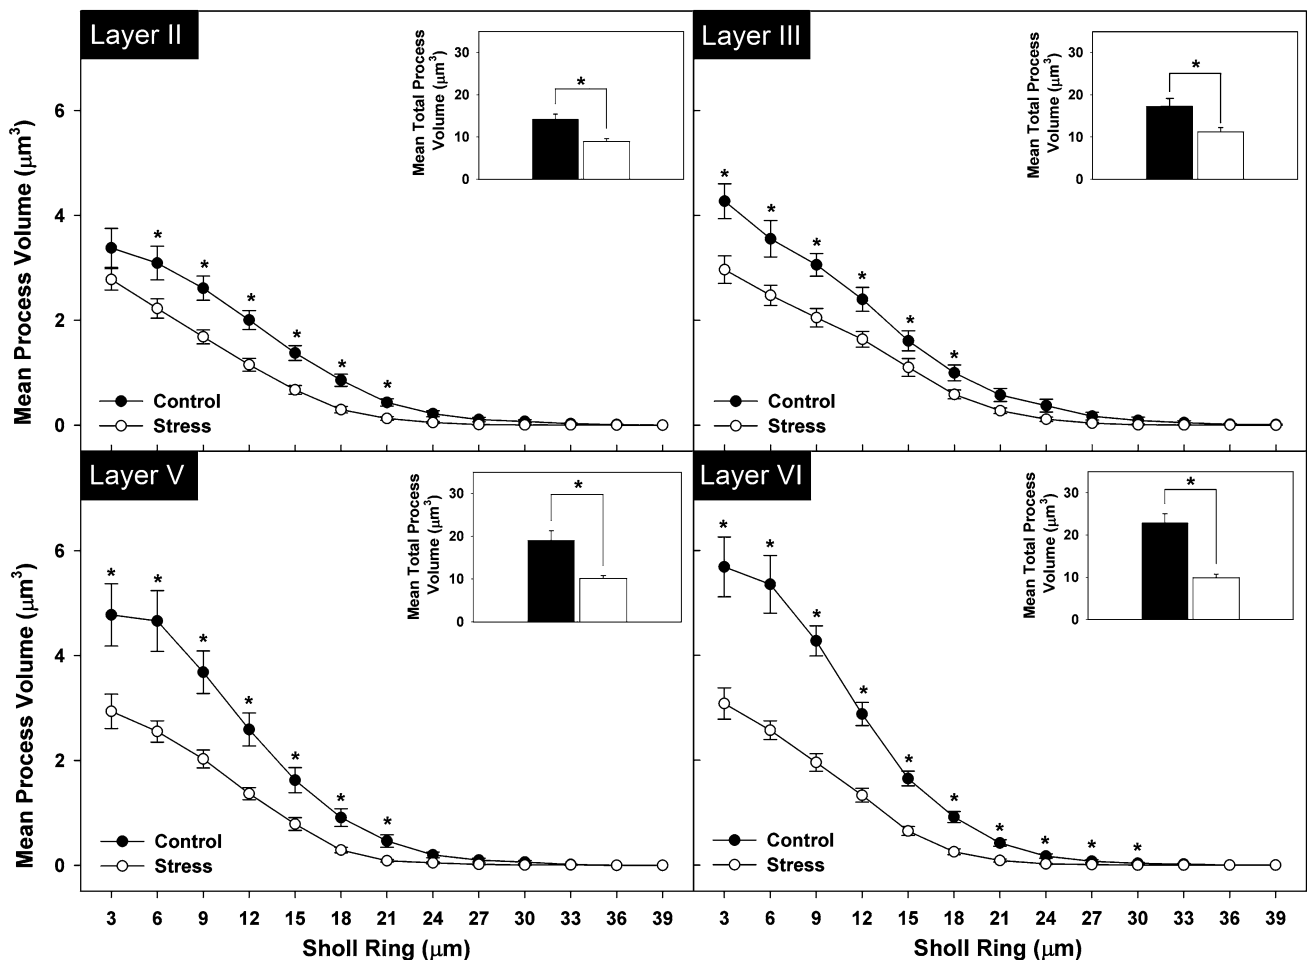 Layer II
Mean Total Process
Volume (μm³)
30
20
10
0
*
Mean Process Volume (μm³)
6
4
2
0
* * * * * *
Control
Stress
Layer III
Mean Total Process
Volume (μm³)
30
20
10
0
*
* * * * * *
Control
Stress
Layer V
Mean Total Process
Volume (μm³)
30
20
10
0
*
Mean Process Volume (μm³)
6
4
2
0
* * * * * * *
Control
Stress
3 6 9 12 15 18 21 24 27 30 33 36 39
Sholl Ring (μm)
Layer VI
Mean Total Process
Volume (μm³)
30
20
10
0
*
* * * * * * * * * *
Control
Stress
3 6 9 12 15 18 21 24 27 30 33 36 39
Sholl Ring (μm)